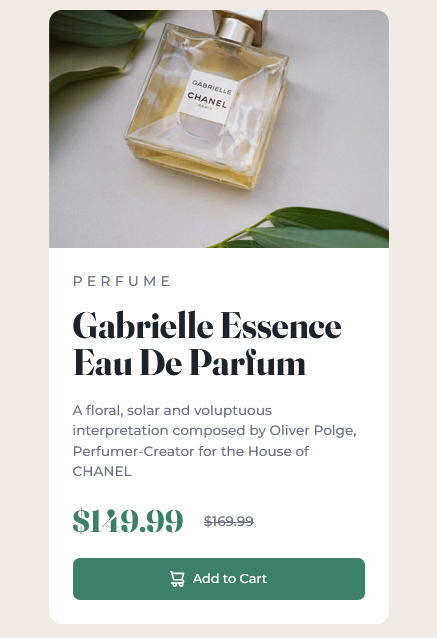 GABRIELLE
CHANEL
PARIS
PERFUME
Gabrielle Essence
Eau De Parfum
A floral, solar and voluptuous
interpretation composed by Oliver Polge,
Perfumer-Creator for the House of
CHANEL
$149.99 $169.99
Add to Cart